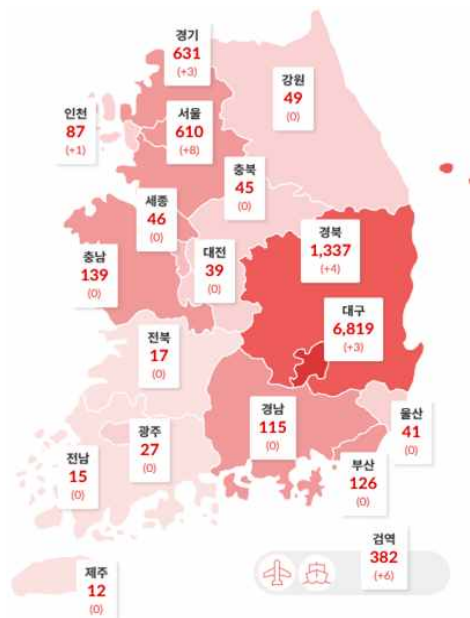 경기
631
(+3)
강원
49
(0)
인천
87
(+1)
서울
610
(+8)
충북
45
(0)
세종
46
(0)
경북
1,337
(+4)
대전
39
(0)
충남
139
(0)
대구
6,819
(+3)
전북
17
(0)
경남
115
(0)
울산
41
(0)
광주
27
(0)
전남
15
(0)
부산
126
(0)
검역
382
(+6)
제주
12
(0)